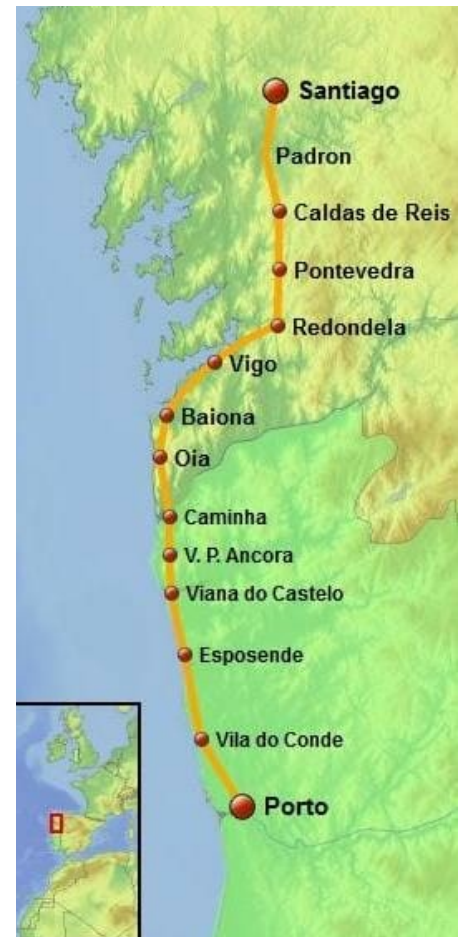 Santiago
Padron
Caldas de Reis
Pontevedra
Redondela
Vigo
Baiona
Oia
Caminha
V. P. Ancora
Viana do Castelo
Esposende
Vila do Conde
Porto